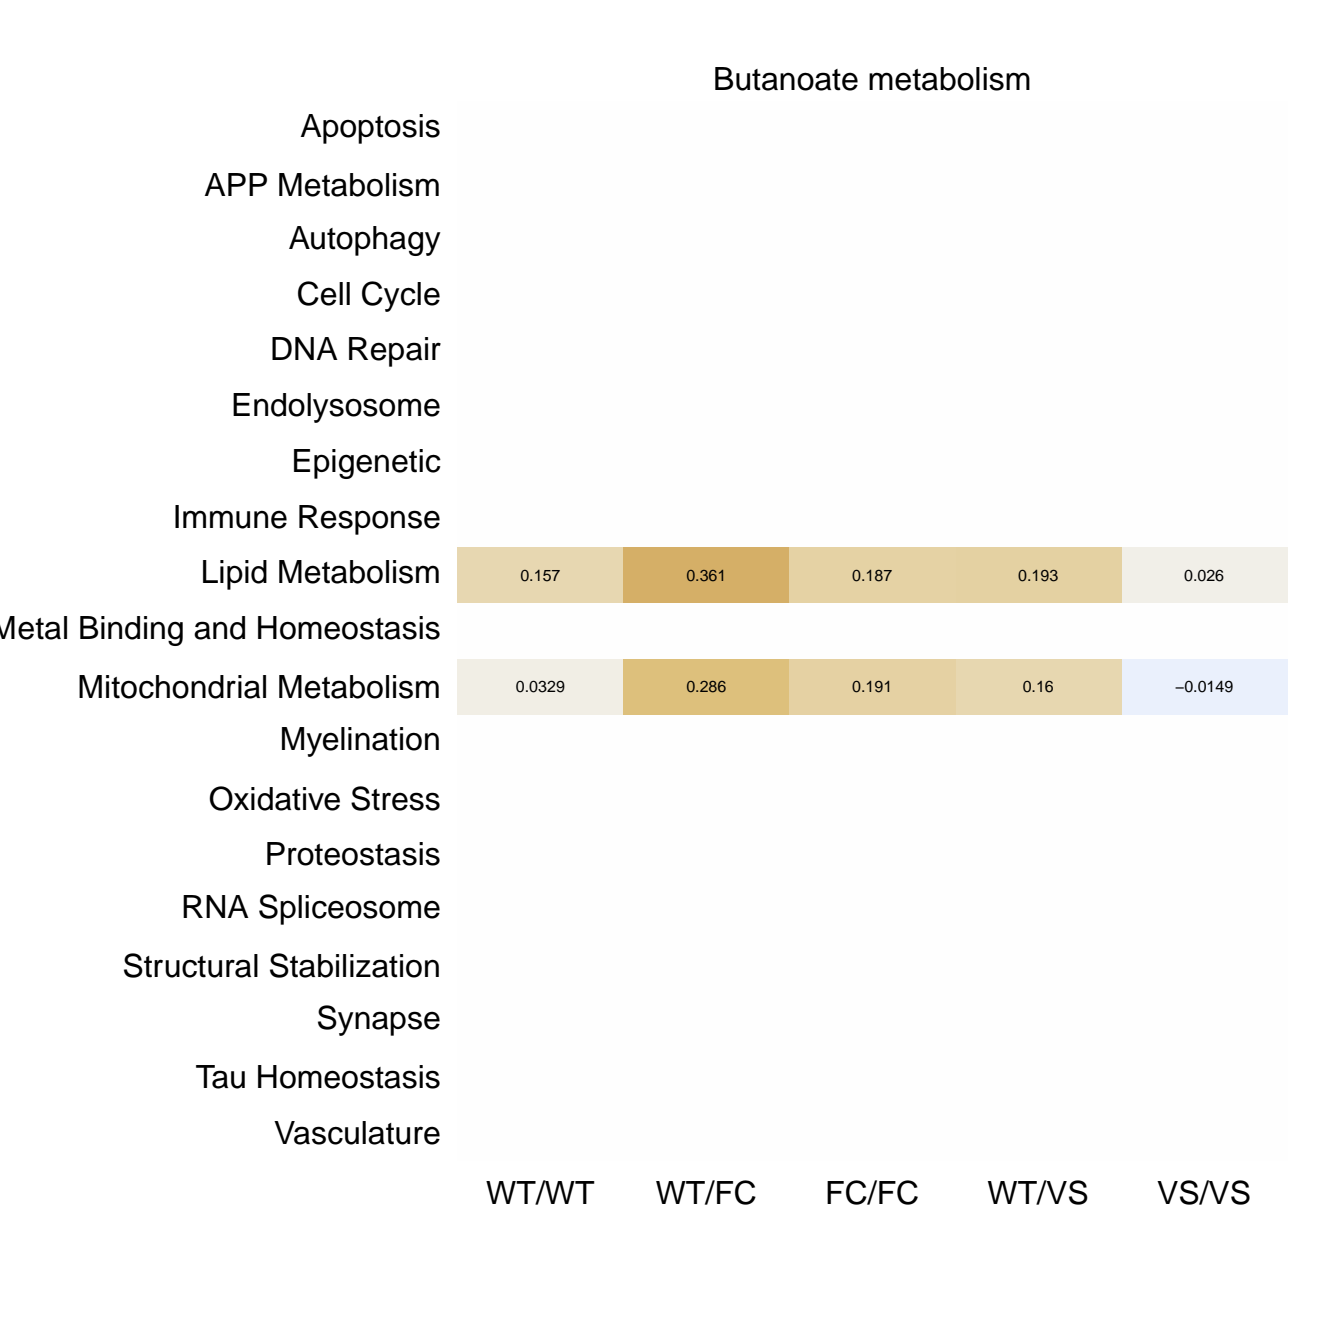 Butanoate metabolism
Apoptosis
APP Metabolism
Autophagy
Cell Cycle
DNA Repair
Endolysosome
Epigenetic
Immune Response
Lipid Metabolism 0.157 0.361 0.187 0.193 0.026
Metal Binding and Homeostasis
Mitochondrial Metabolism 0.0329 0.286 0.191 0.16 −0.0149
Myelination
Oxidative Stress
Proteostasis
RNA Spliceosome
Structural Stabilization
Synapse
Tau Homeostasis
Vasculature
WT/WT WT/FC FC/FC WT/VS VS/VS